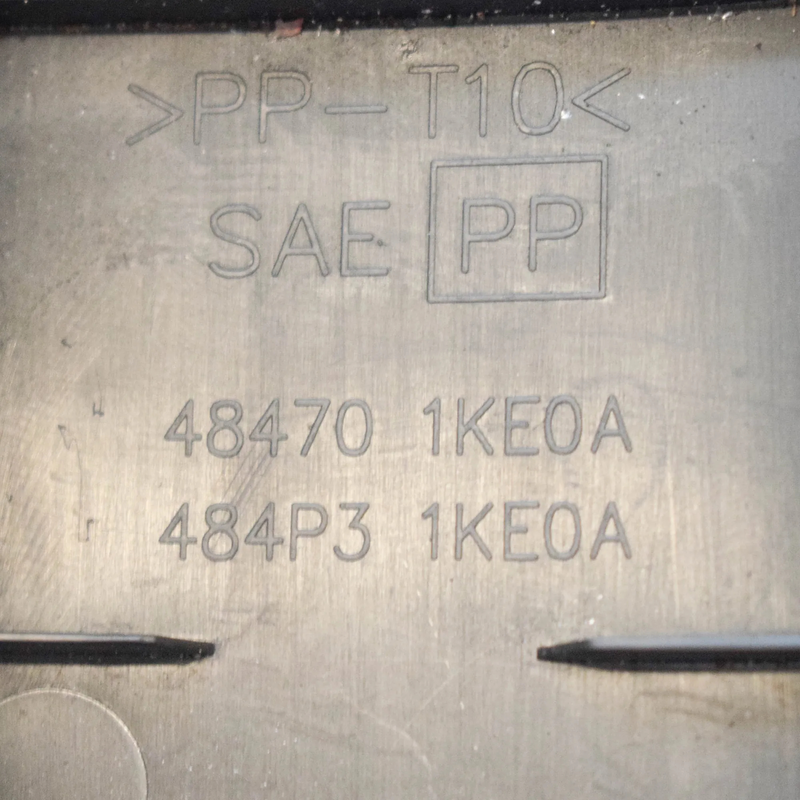 >PP-T10<
SAE PP
48470 1KE0A
484P3 1KE0A